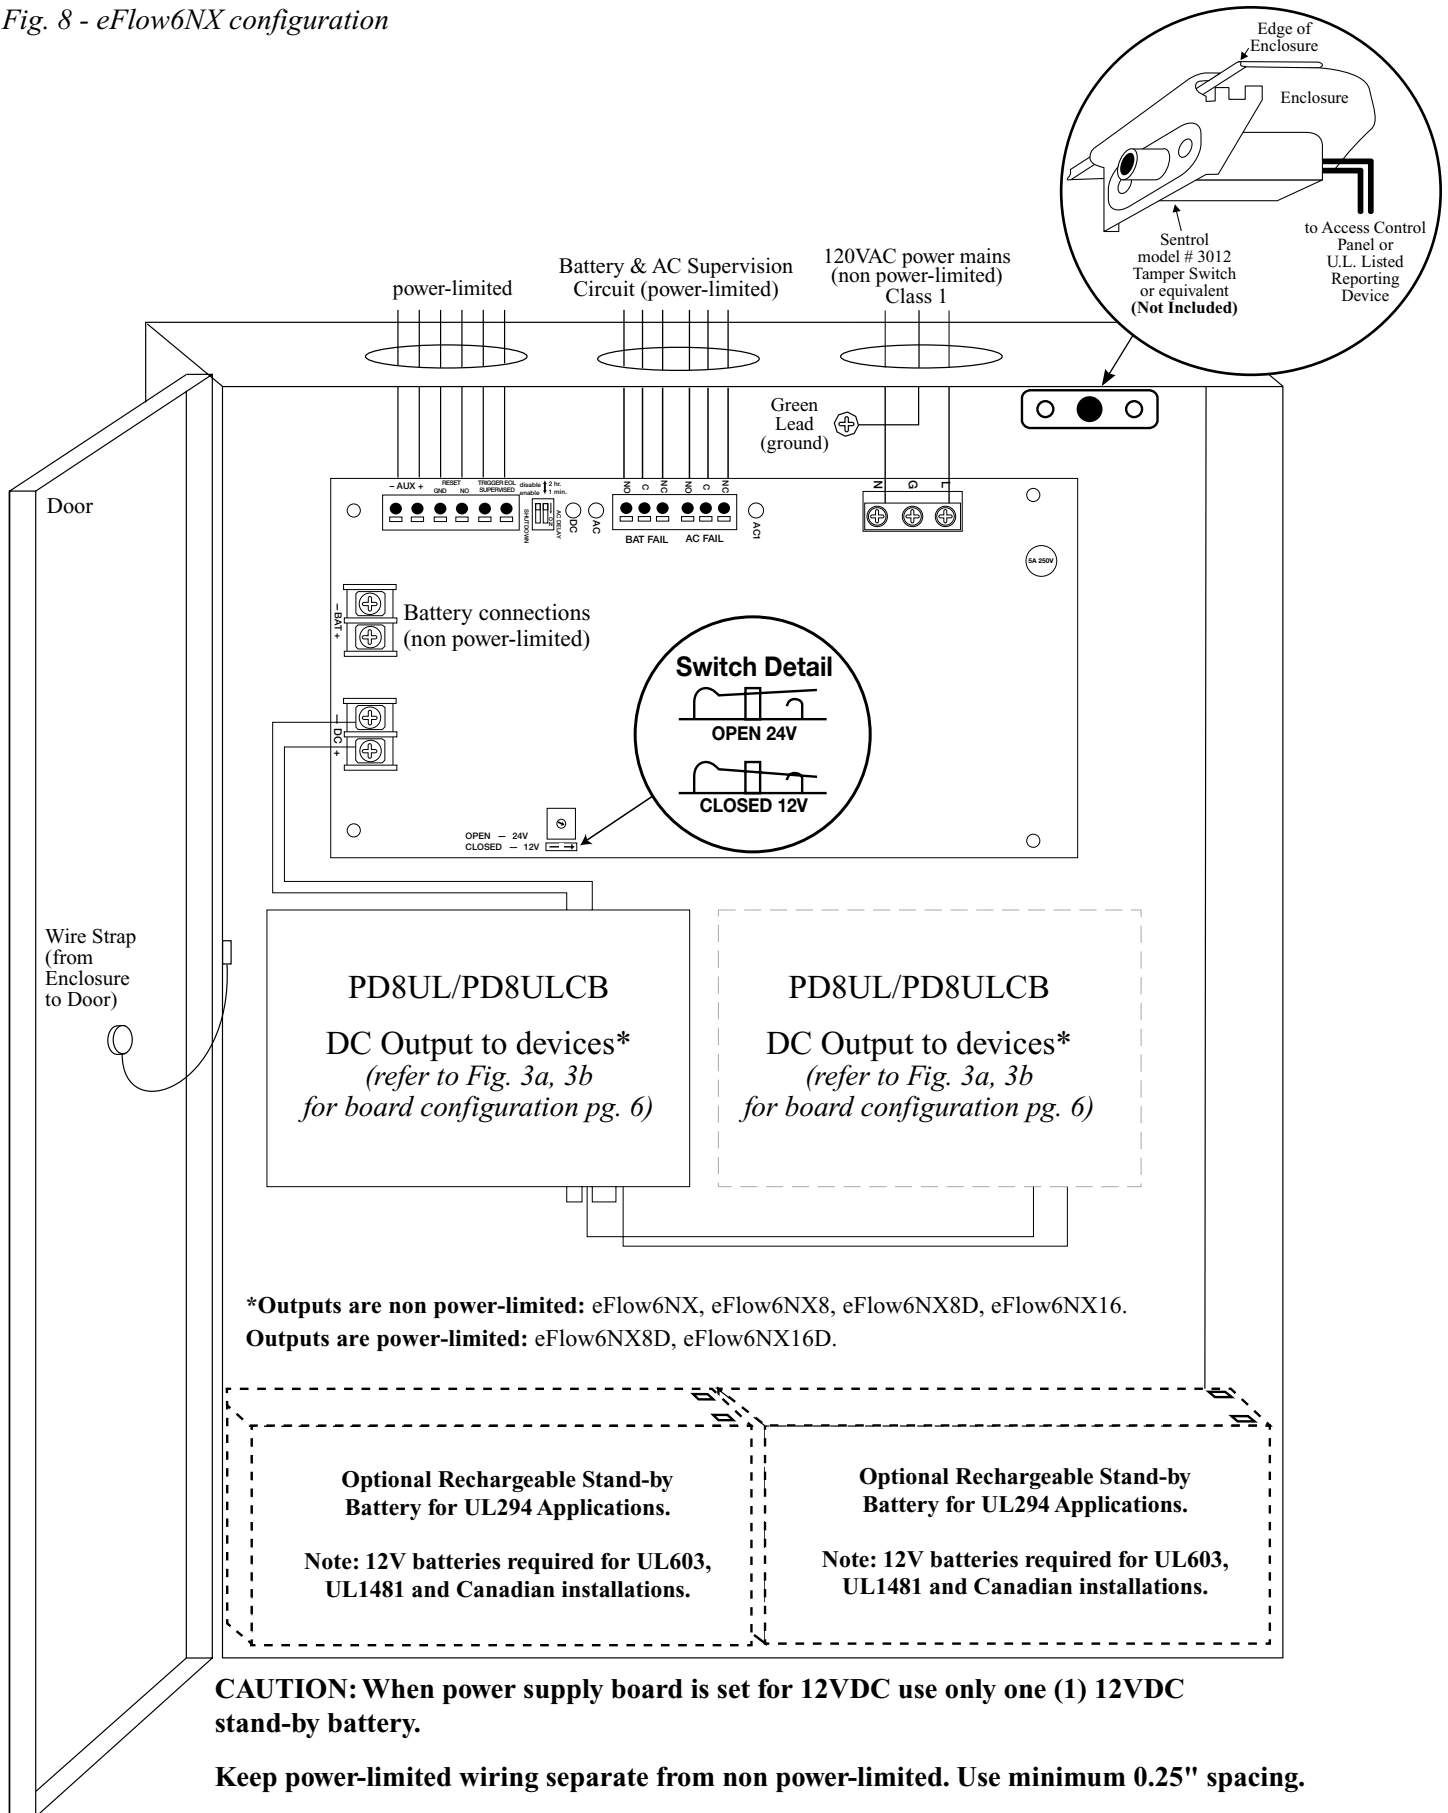 Fig. 8 - eFlow6NX configuration
Edge of
Enclosure
Enclosure
Sentrol
model # 3012
Tamper Switch
or equivalent
(Not Included)
to Access Control
Panel or
U.L. Listed
Reporting
Device
power-limited
Battery & AC Supervision
Circuit (power-limited)
120VAC power mains
(non power-limited)
Class 1
Green
Lead
(ground)
Door
– AUX +
RESET
GND NO
TRIGGER EOL
SUPERVISED
disable 2 hr.
enable 1 min.
SHUTDOWN
AC DELAY
DC
AC
NO C NC NO C NC
BAT FAIL AC FAIL
AC1
N G L
5A 250V
– BAT +
Battery connections
(non power-limited)
– DC +
Switch Detail
OPEN 24V
CLOSED 12V
OPEN — 24V
CLOSED — 12V
Wire Strap
(from
Enclosure
to Door)
PD8UL/PD8ULCB
DC Output to devices*
(refer to Fig. 3a, 3b
for board configuration pg. 6)
PD8UL/PD8ULCB
DC Output to devices*
(refer to Fig. 3a, 3b
for board configuration pg. 6)
*Outputs are non power-limited: eFlow6NX, eFlow6NX8, eFlow6NX8D, eFlow6NX16.
Outputs are power-limited: eFlow6NX8D, eFlow6NX16D.
Optional Rechargeable Stand-by
Battery for UL294 Applications.
Note: 12V batteries required for UL603,
UL1481 and Canadian installations.
Optional Rechargeable Stand-by
Battery for UL294 Applications.
Note: 12V batteries required for UL603,
UL1481 and Canadian installations.
CAUTION: When power supply board is set for 12VDC use only one (1) 12VDC
stand-by battery.
Keep power-limited wiring separate from non power-limited. Use minimum 0.25" spacing.